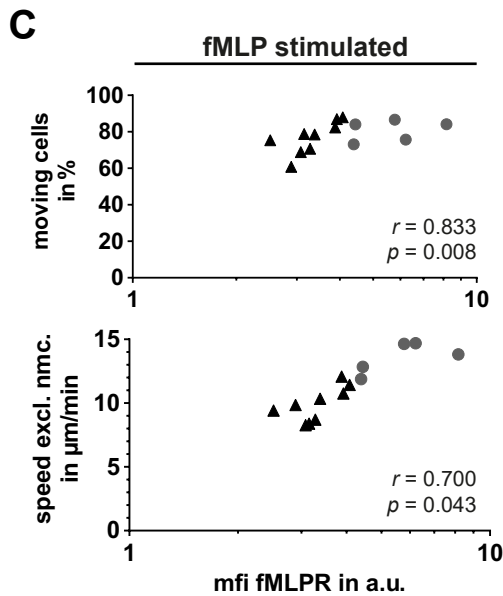 C
fMLP stimulated
moving cells
in %
100
80
60
40
20
0
r = 0.833
p = 0.008
1
10
speed excl. nmc.
in µm/min
15
10
5
0
r = 0.700
p = 0.043
1
10
mfi fMLPR in a.u.